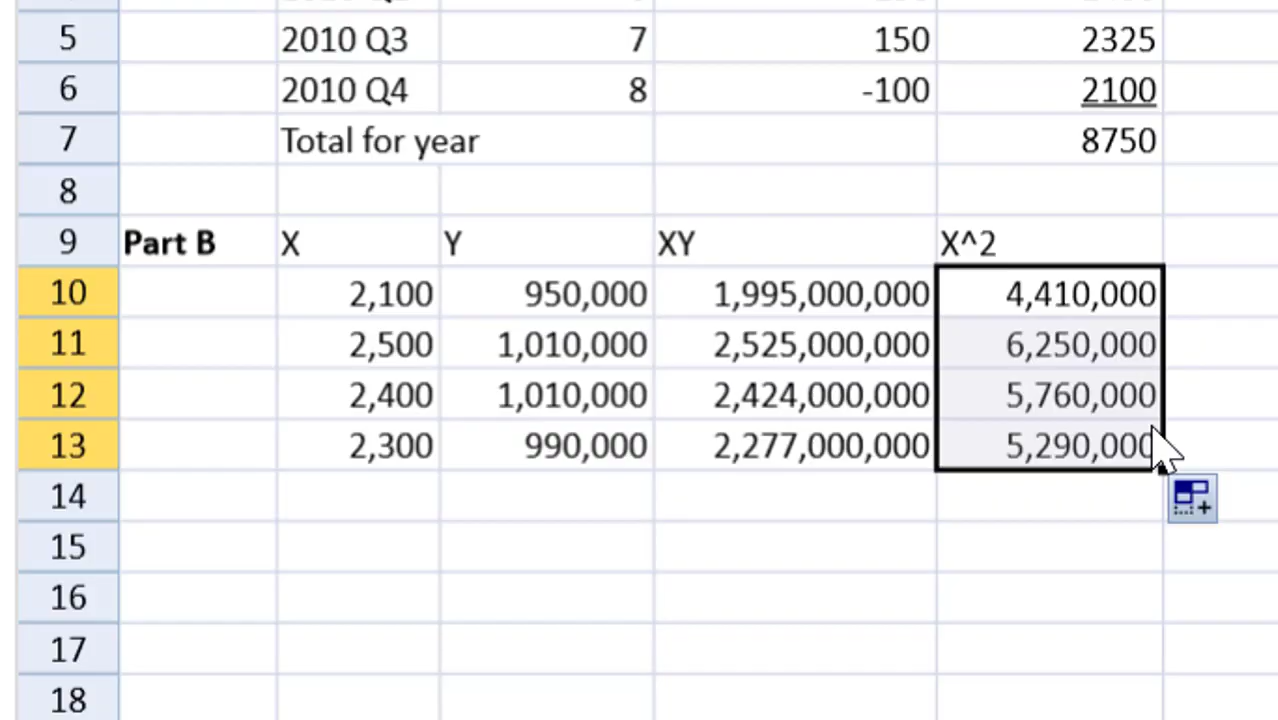 5 2010 Q3 7 150 2325
6 2010 Q4 8 -100 2100
7 Total for year 8750
8
9 Part B X Y XY X^2
10 2,100 950,000 1,995,000,000 4,410,000
11 2,500 1,010,000 2,525,000,000 6,250,000
12 2,400 1,010,000 2,424,000,000 5,760,000
13 2,300 990,000 2,277,000,000 5,290,000
14
15
16
17
18